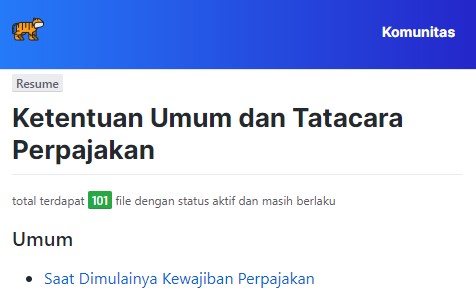 Komunitas
Resume
Ketentuan Umum dan Tatacara
Perpajakan
total terdapat 101 file dengan status aktif dan masih berlaku
Umum
Saat Dimulainya Kewajiban Perpajakan